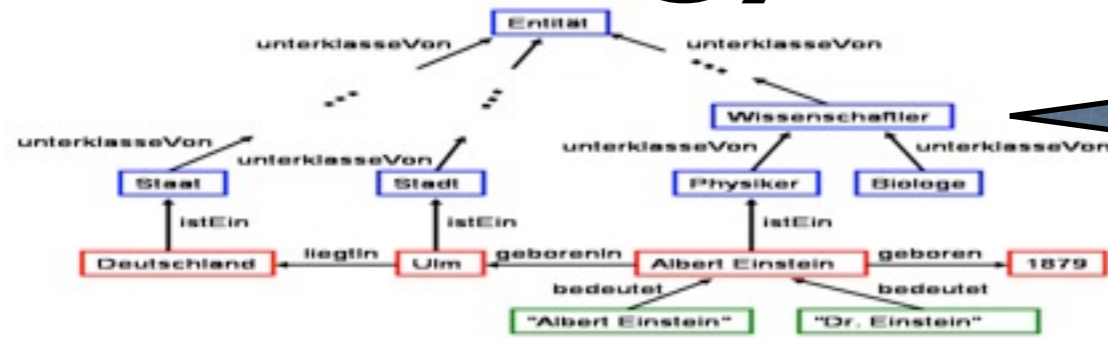 Entität
unterklasseVon unterklasseVon
Wissenschaftler
unterklasseVon unterklasseVon unterklasseVon unterklasseVon
Staat Stadt Physiker Biologe
istEin istEin istEin
Deutschland liegtIn Ulm geborenIn Albert Einstein geboren 1879
bedeutet bedeutet
"Albert Einstein" "Dr. Einstein"